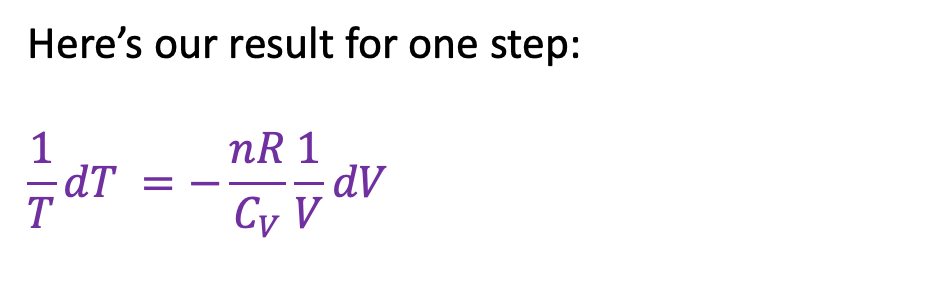 Here’s our result for one step:
1/T dT = − nR/C_V 1/V dV